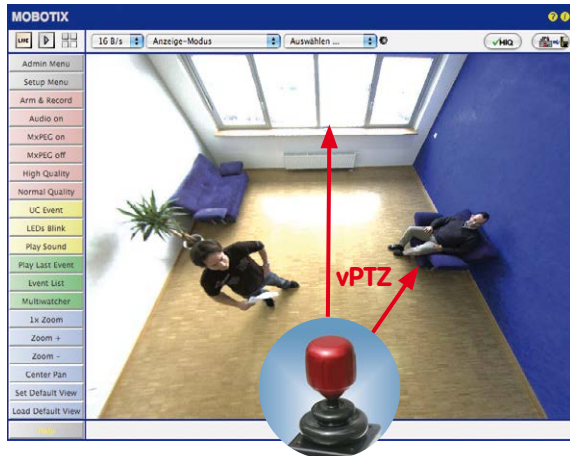 MOBOTIX
? i
LIVE
16 B/s
Anzeige-Modus
Auswählen ...
√HiQ
Admin Menu
Setup Menu
Arm & Record
Audio on
MxPEG on
MxPEG off
High Quality
Normal Quality
UC Event
LEDs Blink
Play Sound
Play Last Event
Event List
Multiwatcher
1x Zoom
Zoom +
Zoom –
Center Pan
Set Default View
Load Default View
vPTZ